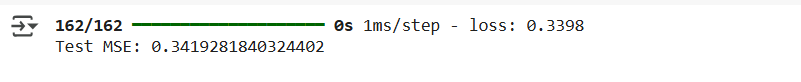 162/162 ━━━━━━━━━━━━━━━━━━━━ 0s 1ms/step - loss: 0.3398
Test MSE: 0.3419281840324402